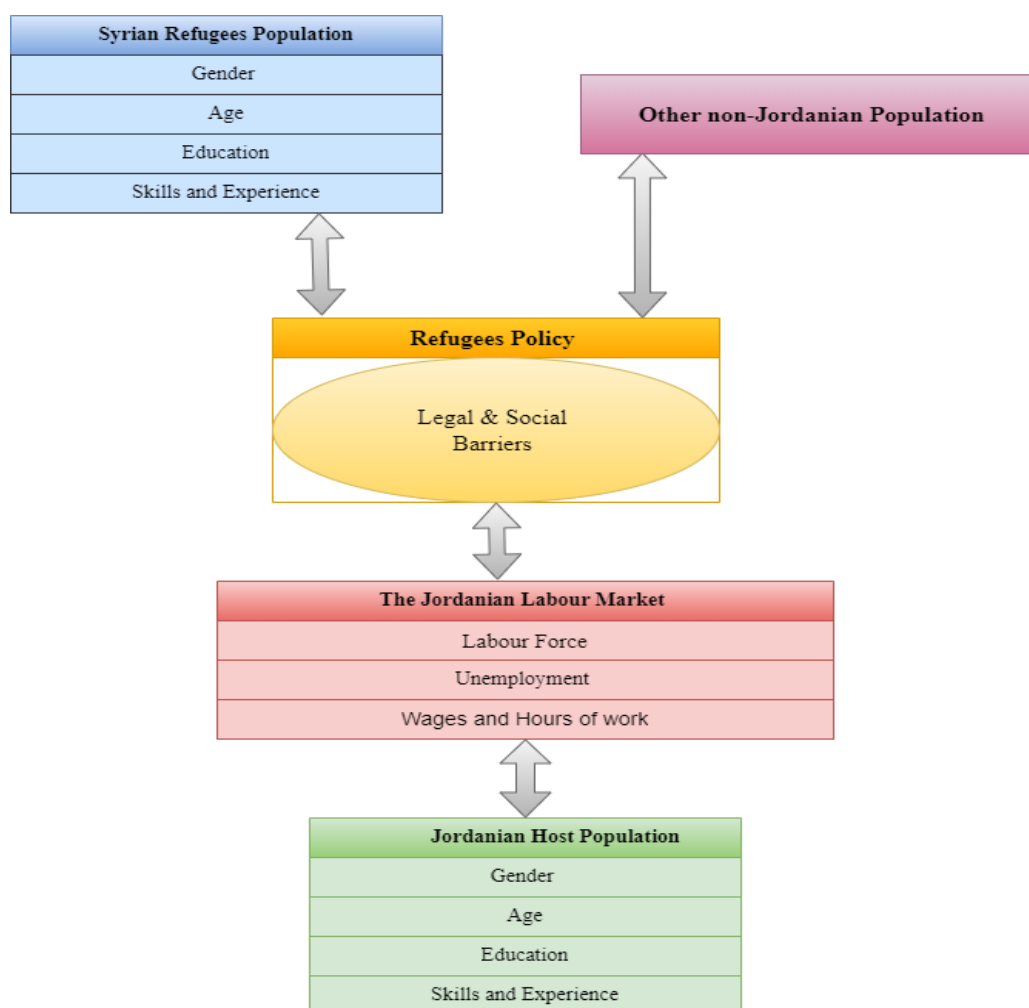 Syrian Refugees Population
Gender
Age
Education
Skills and Experience
Other non-Jordanian Population
Refugees Policy
Legal & Social
Barriers
The Jordanian Labour Market
Labour Force
Unemployment
Wages and Hours of work
Jordanian Host Population
Gender
Age
Education
Skills and Experience